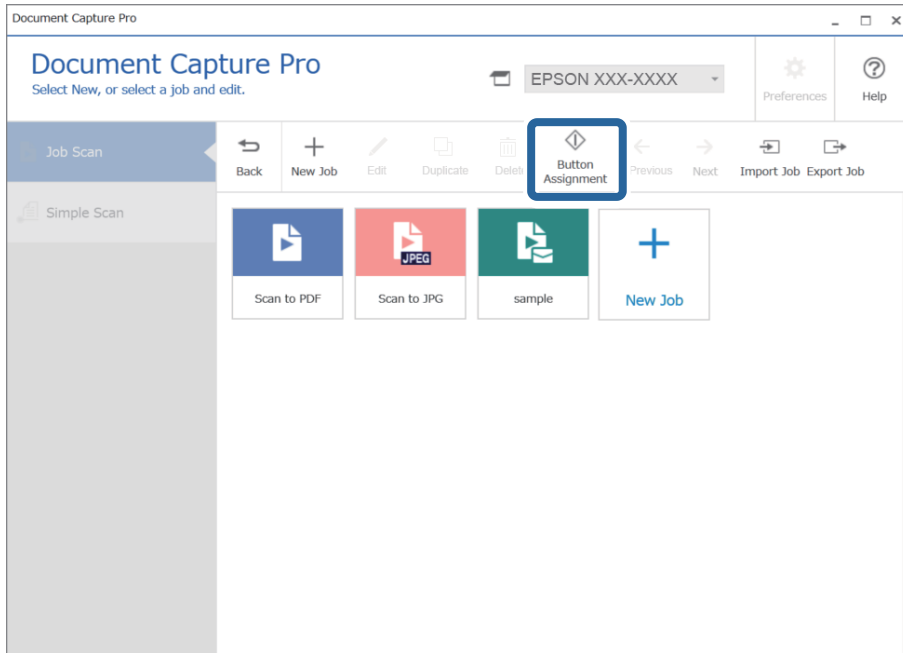 Document Capture Pro
Document Capture Pro
Select New, or select a job and edit.
EPSON XXX-XXXX
Preferences
Help
Job Scan
Simple Scan
Back
New Job
Edit
Duplicate
Delete
Button
Assignment
Previous
Next
Import Job
Export Job
JPEG
Scan to PDF
Scan to JPG
sample
New Job